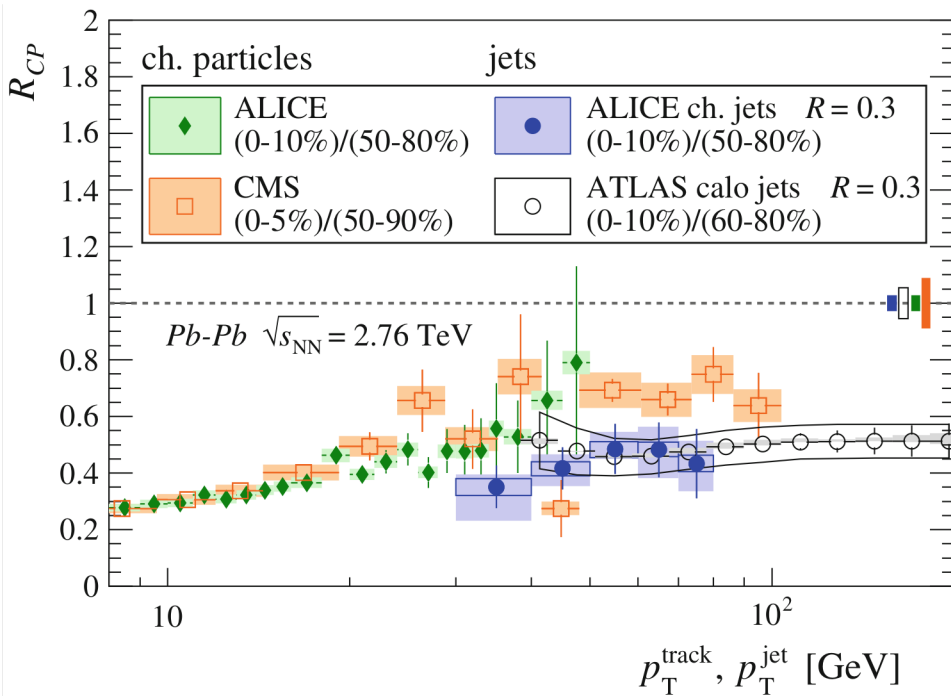 R_CP
2
1.8
1.6
1.4
1.2
1
0.8
0.6
0.4
0.2
0
ch. particles
jets
ALICE
(0-10%)/(50-80%)
CMS
(0-5%)/(50-90%)
ALICE ch. jets R = 0.3
(0-10%)/(50-80%)
ATLAS calo jets R = 0.3
(0-10%)/(60-80%)
Pb-Pb √s_NN = 2.76 TeV
10
10²
p_T^track, p_T^jet [GeV]